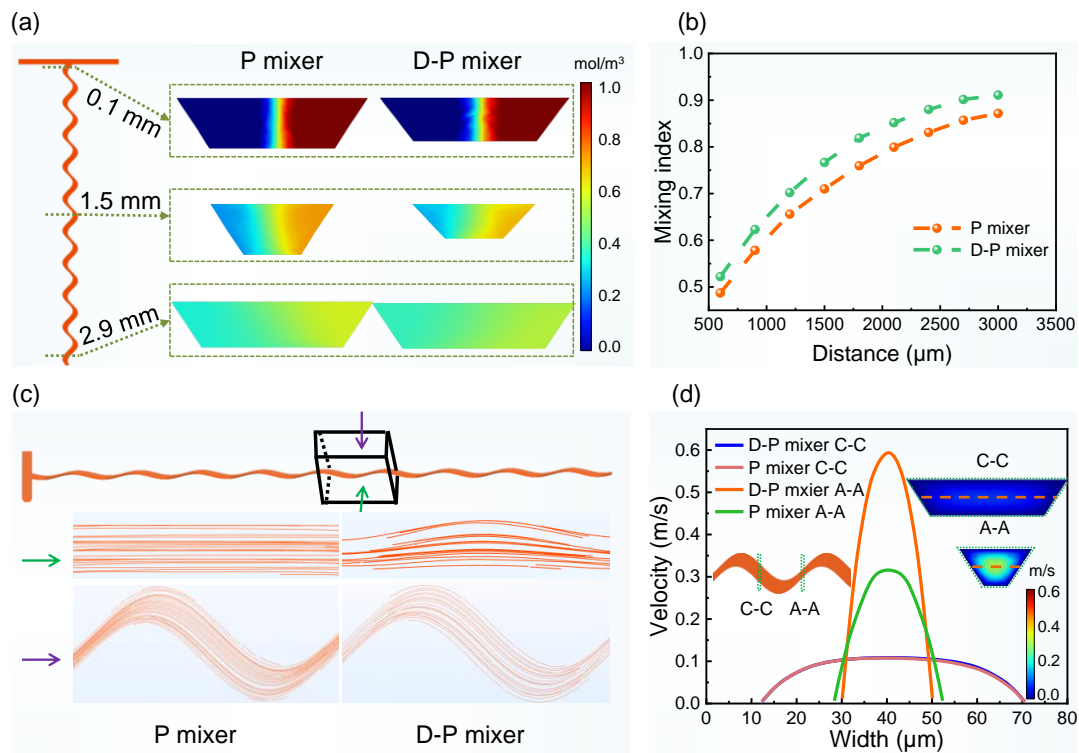 (a)
P mixer
D-P mixer
mol/m³
1.0
0.8
0.6
0.4
0.2
0.0
0.1 mm
1.5 mm
2.9 mm
(b)
Mixing index
1.0
0.9
0.8
0.7
0.6
0.5
500
1000
1500
2000
2500
3000
3500
Distance (μm)
P mixer
D-P mixer
(c)
P mixer
D-P mixer
(d)
Velocity (m/s)
0.6
0.5
0.4
0.3
0.2
0.1
0.0
0
10
20
30
40
50
60
70
80
Width (μm)
D-P mixer C-C
P mixer C-C
D-P mxier A-A
P mixer A-A
C-C
A-A
C-C
A-A
m/s
0.6
0.4
0.2
0.0